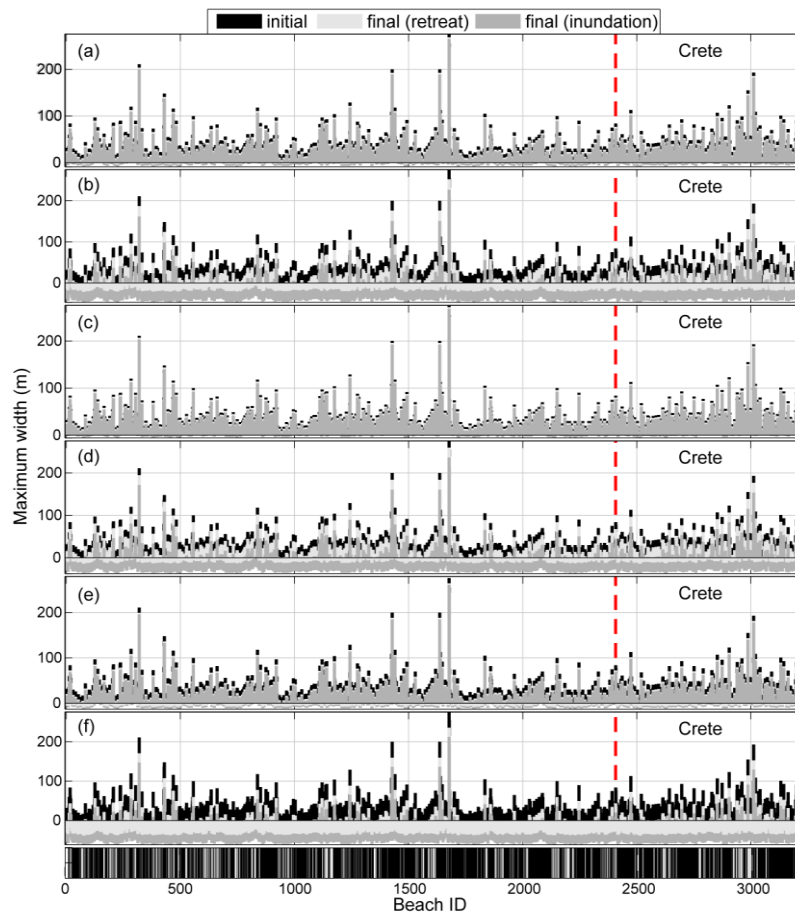 initial final (retreat) final (inundation)
(a) Crete
200
100
0
(b) Crete
200
100
0
(c) Crete
200
100
0
Maximum width (m)
(d) Crete
200
100
0
(e) Crete
200
100
0
(f) Crete
200
100
0
0 500 1000 1500 2000 2500 3000
Beach ID